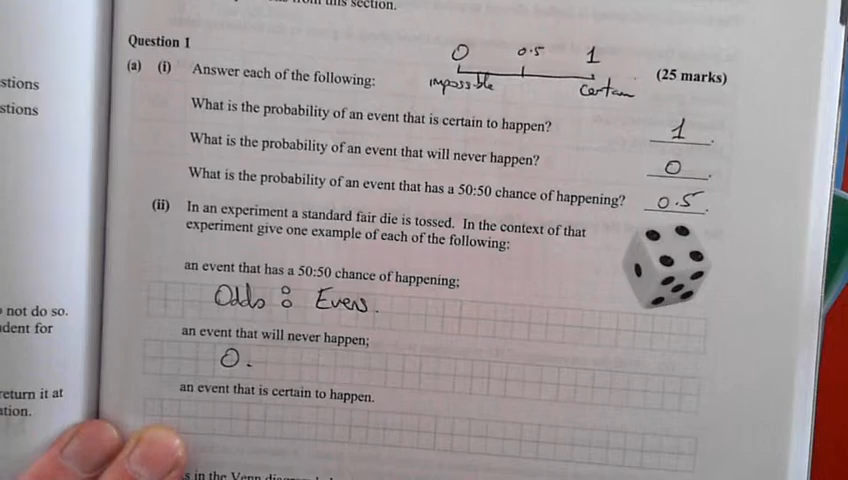 from this section.
Question 1
0 0.5 1
(a) (i) Answer each of the following:
(25 marks)
impossible
certain
What is the probability of an event that is certain to happen? 1.
What is the probability of an event that will never happen? 0.
What is the probability of an event that has a 50:50 chance of happening? 0.5.
(ii) In an experiment a standard fair die is tossed. In the context of that
experiment give one example of each of the following:
an event that has a 50:50 chance of happening;
Odds : Evens.
an event that will never happen;
0.
an event that is certain to happen.
in the Venn
stions
stions
not do so.
dent for
return it at
ation.